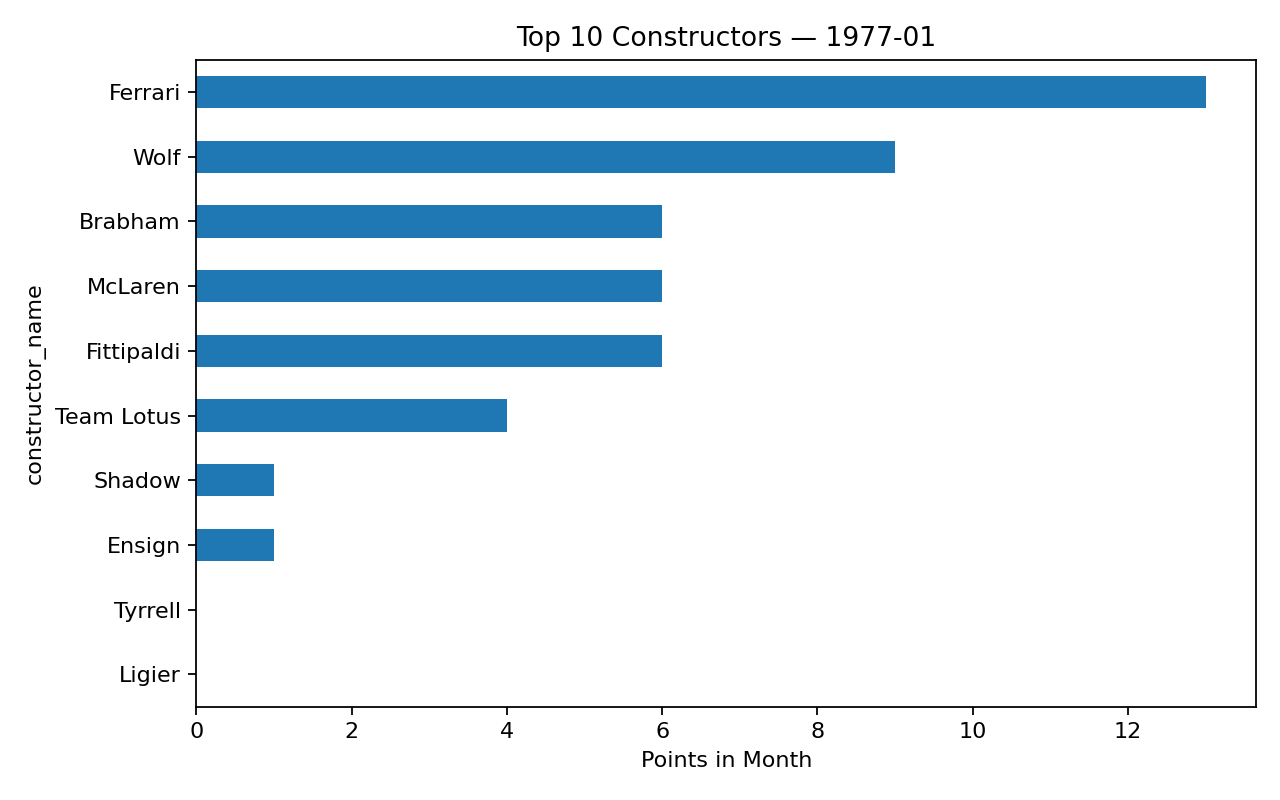 Top 10 Constructors — 1977-01
constructor_name
Ferrari
Wolf
Brabham
McLaren
Fittipaldi
Team Lotus
Shadow
Ensign
Tyrrell
Ligier
0 2 4 6 8 10 12
Points in Month